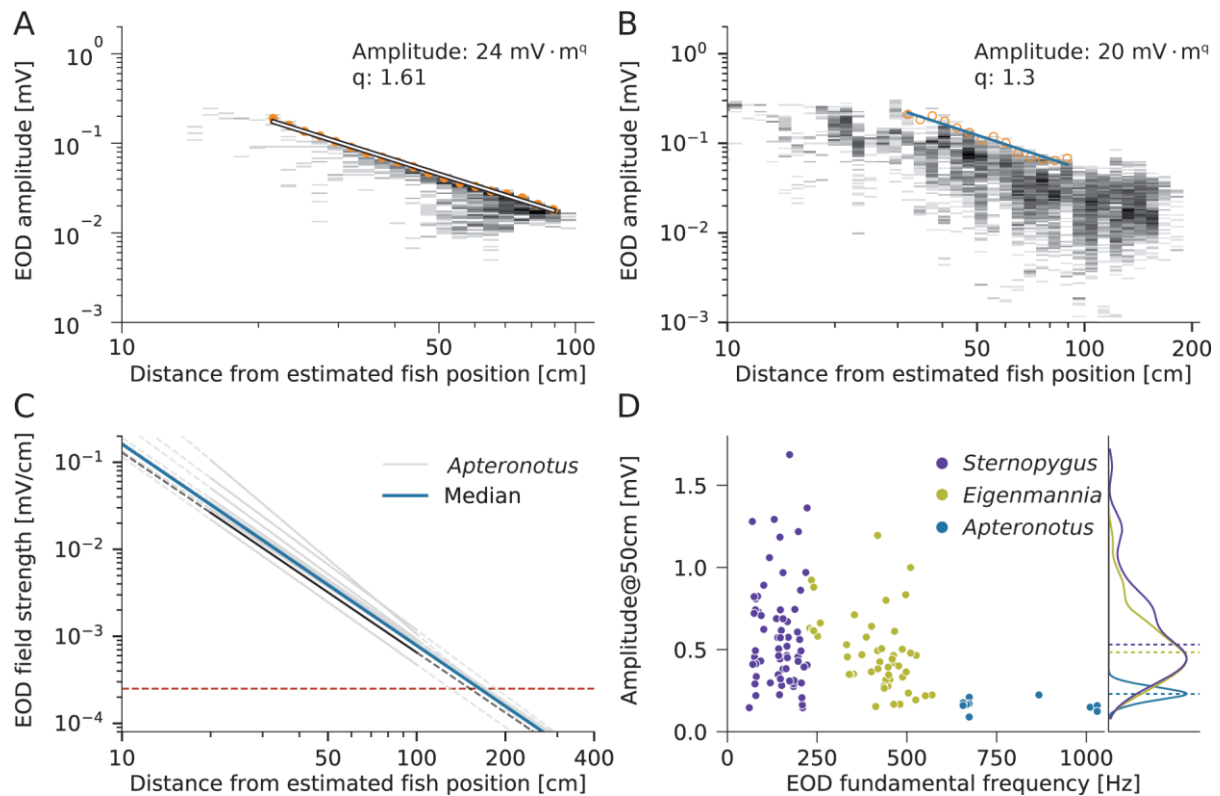 A
Amplitude: 24 mV · mq
q: 1.61
EOD amplitude [mV]
10⁰
10⁻¹
10⁻²
10⁻³
10
50
100
Distance from estimated fish position [cm]
B
Amplitude: 20 mV · mq
q: 1.3
EOD amplitude [mV]
10⁰
10⁻¹
10⁻²
10⁻³
10
50
100
200
Distance from estimated fish position [cm]
C
Apteronotus
Median
EOD field strength [mV/cm]
10⁻¹
10⁻²
10⁻³
10⁻⁴
10
50
100
200
400
Distance from estimated fish position [cm]
D
Sternopygus
Eigenmannia
Apteronotus
Amplitude@50cm [mV]
1.5
1.0
0.5
0.0
0
250
500
750
1000
EOD fundamental frequency [Hz]